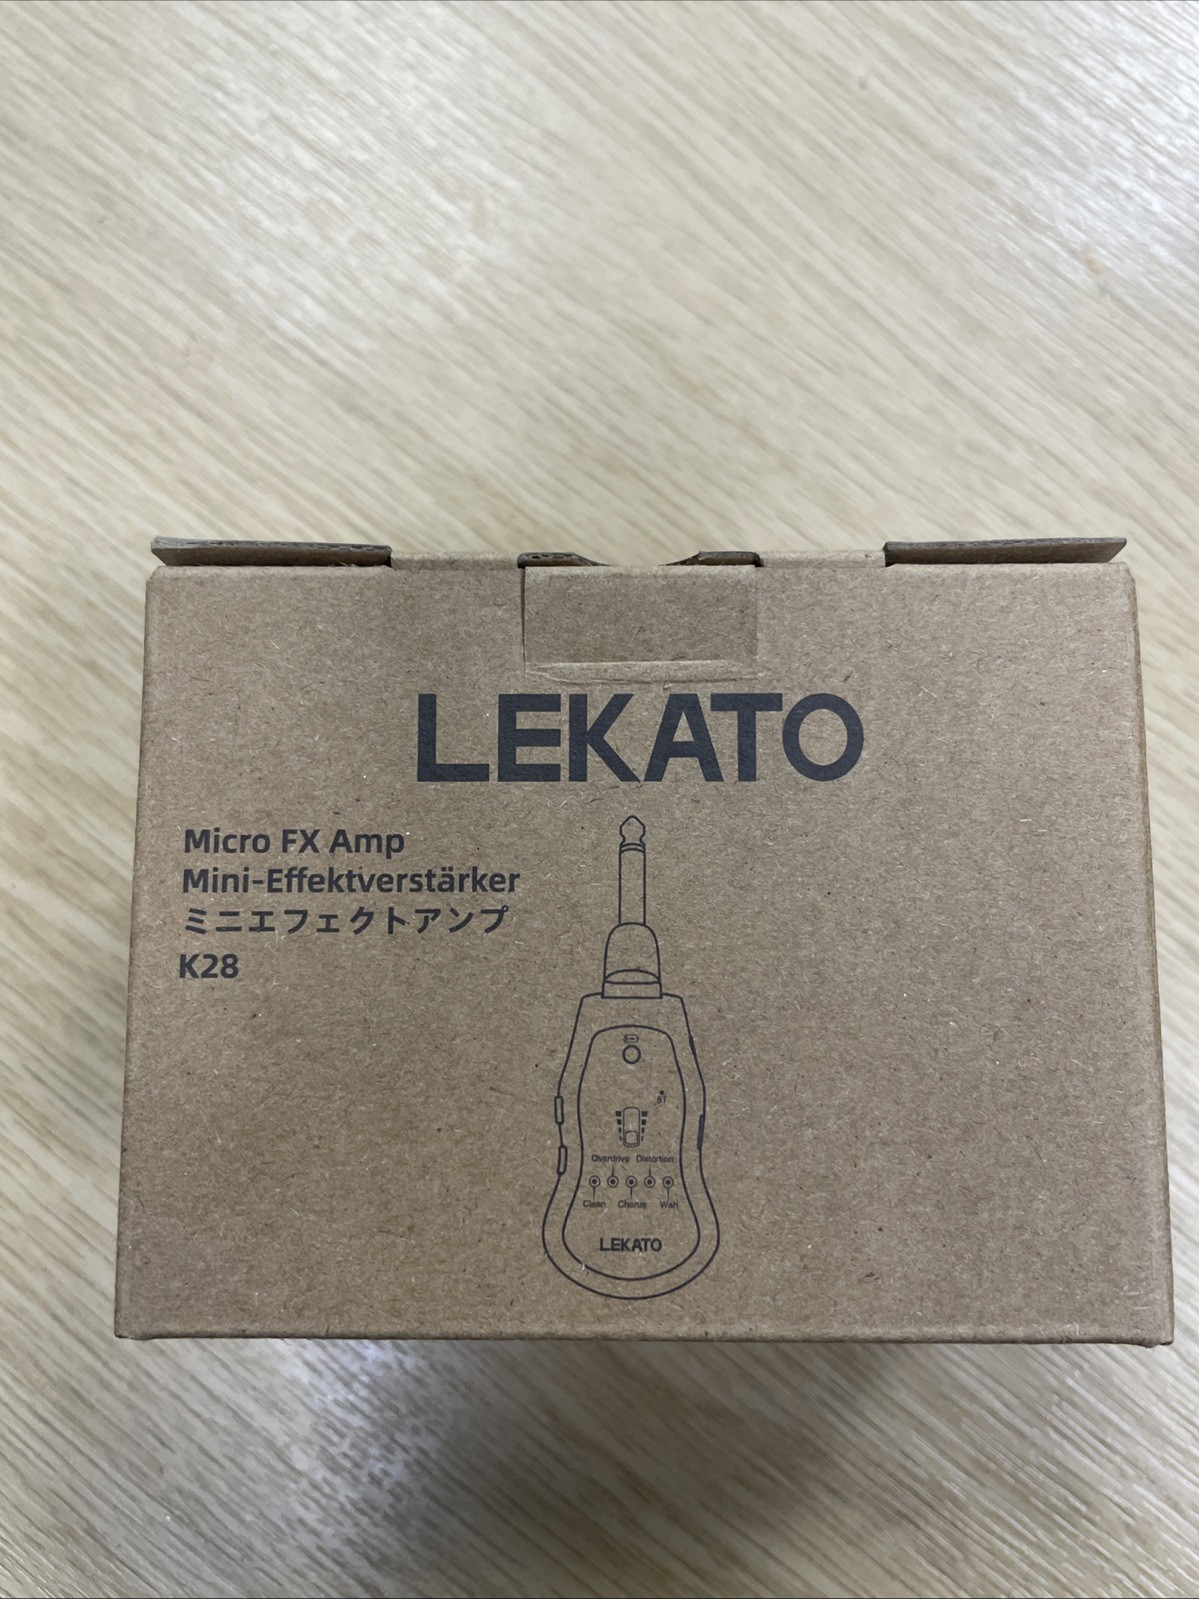 LEKATO
Micro FX Amp
Mini-Effektverstärker
ミニエフェクトアンプ
K28
BT
Overdrive Distortion
Clean Chorus Wah
LEKATO